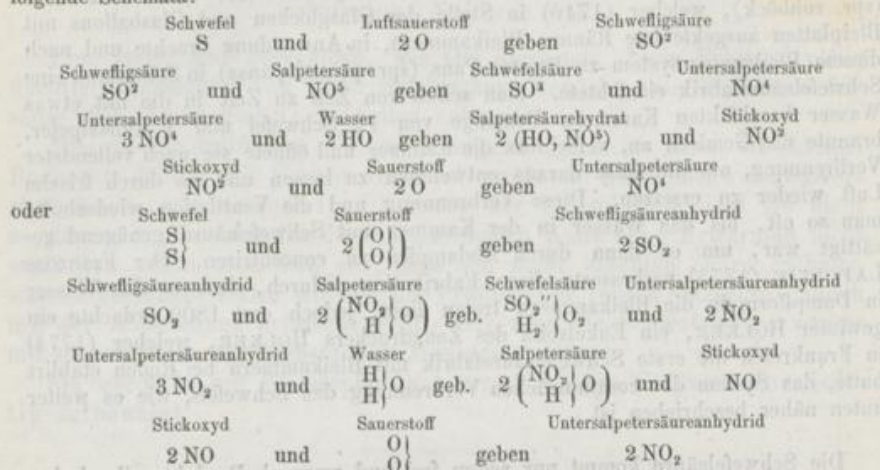 folgende Schemata:
Schwefel Luftsauerstoff Schwefligsäure
S und 2 O geben SO²
Schwefligsäure Salpetersäure Schwefelsäure Untersalpetersäure
SO² und NO⁵ geben SO³ und NO⁴
Untersalpetersäure Wasser Salpetersäurehydrat Stickoxyd
3 NO⁴ und 2 HO geben 2 (HO, NO⁵) und NO²
Stickoxyd Sauerstoff Untersalpetersäure
NO² und 2 O geben NO⁴
oder Schwefel Sauerstoff Schwefligsäureanhydrid
S} S} und 2 (O} O}) geben 2 SO₂
Schwefligsäureanhydrid Salpetersäure Schwefelsäure Untersalpetersäureanhydrid
SO₂ und 2 (NO₂} H} O) geb. SO₂''} H₂} O₂ und 2 NO₂
Untersalpetersäureanhydrid Wasser Salpetersäure Stickoxyd
3 NO₂ und H} H} O geb. 2 (NO₂} H} O) und NO
Stickoxyd Sauerstoff Untersalpetersäureanhydrid
2 NO und O} O} geben 2 NO₂